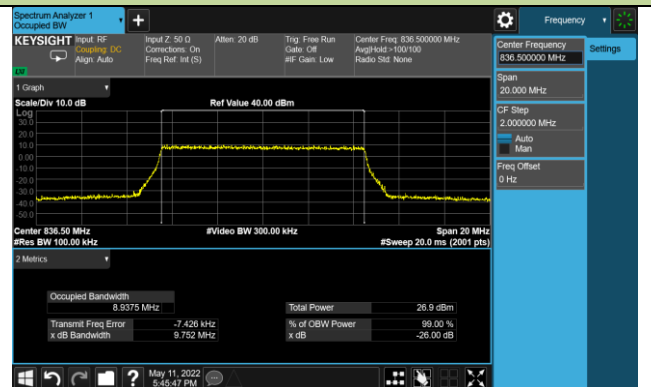 Spectrum Analyzer 1
Occupied BW
+
Frequency
KEYSIGHT
Input: RF
Coupling: DC
Align: Auto
Input Z: 50 Ω
Corrections: On
Freq Ref: Int (S)
Atten: 20 dB
Trig: Free Run
Gate: Off
#IF Gain: Low
Center Freq: 836.500000 MHz
Avg|Hold:>100/100
Radio Std: None
Center Frequency
836.500000 MHz
Settings
Span
20.000 MHz
CF Step
2.000000 MHz
Auto
Man
Freq Offset
0 Hz
1 Graph
Scale/Div 10.0 dB
Ref Value 40.00 dBm
Log
30.0
20.0
10.0
0.00
-10.0
-20.0
-30.0
-40.0
-50.0
Center 836.50 MHz
#Video BW 300.00 kHz
Span 20 MHz
#Res BW 100.00 kHz
#Sweep 20.0 ms (2001 pts)
2 Metrics
Occupied Bandwidth
8.9375 MHz
Total Power 26.9 dBm
Transmit Freq Error -7.426 kHz
% of OBW Power 99.00 %
x dB Bandwidth 9.752 MHz
x dB -26.00 dB
?
May 11, 2022
5:45:47 PM